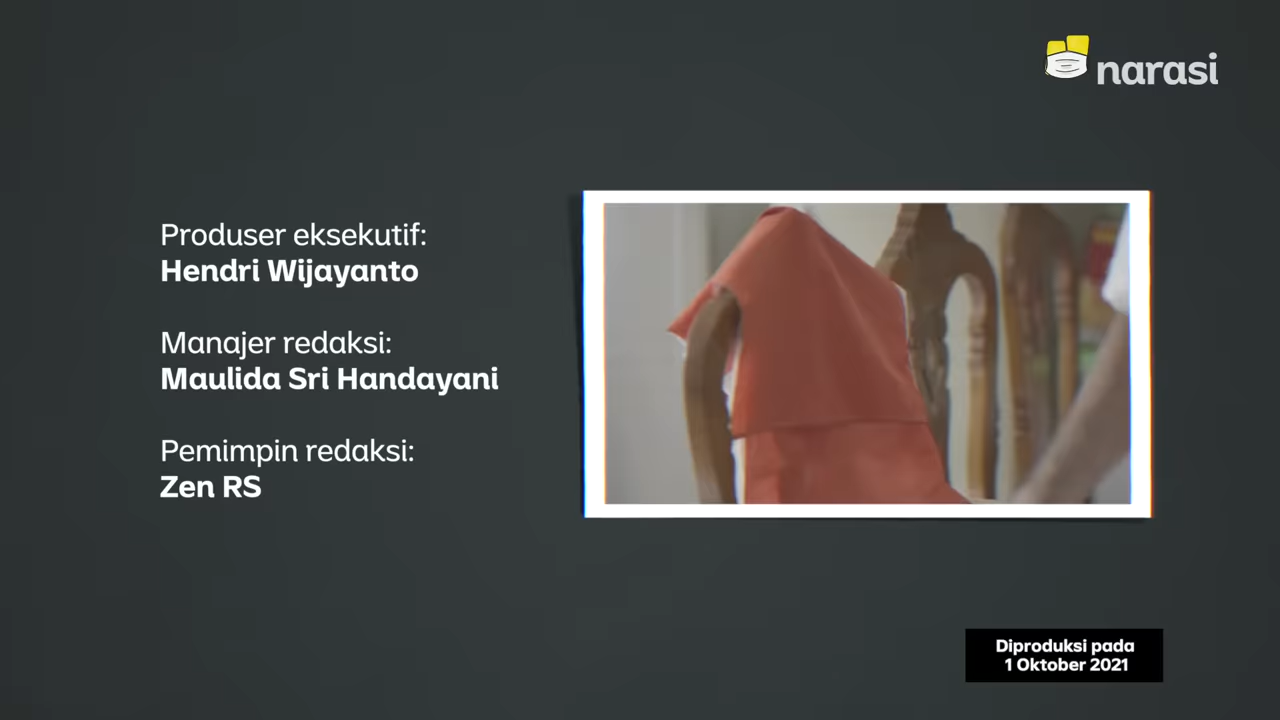 narasi
Produser eksekutif:
Hendri Wijayanto
Manajer redaksi:
Maulida Sri Handayani
Pemimpin redaksi:
Zen RS
Diproduksi pada
1 Oktober 2021